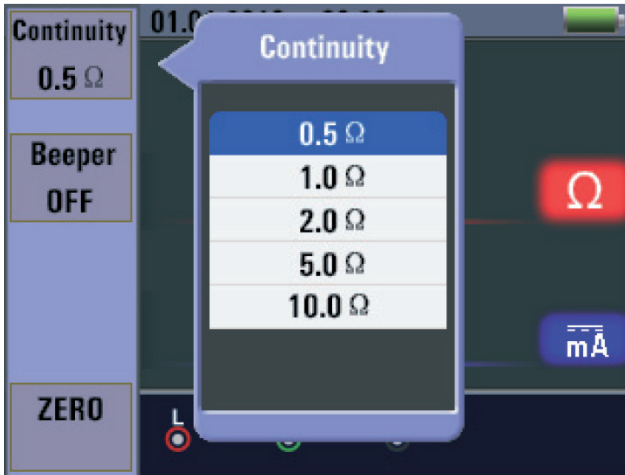 Continuity
0.5 Ω
Beeper
OFF
ZERO
Continuity
0.5 Ω
1.0 Ω
2.0 Ω
5.0 Ω
10.0 Ω
Ω
mA
L